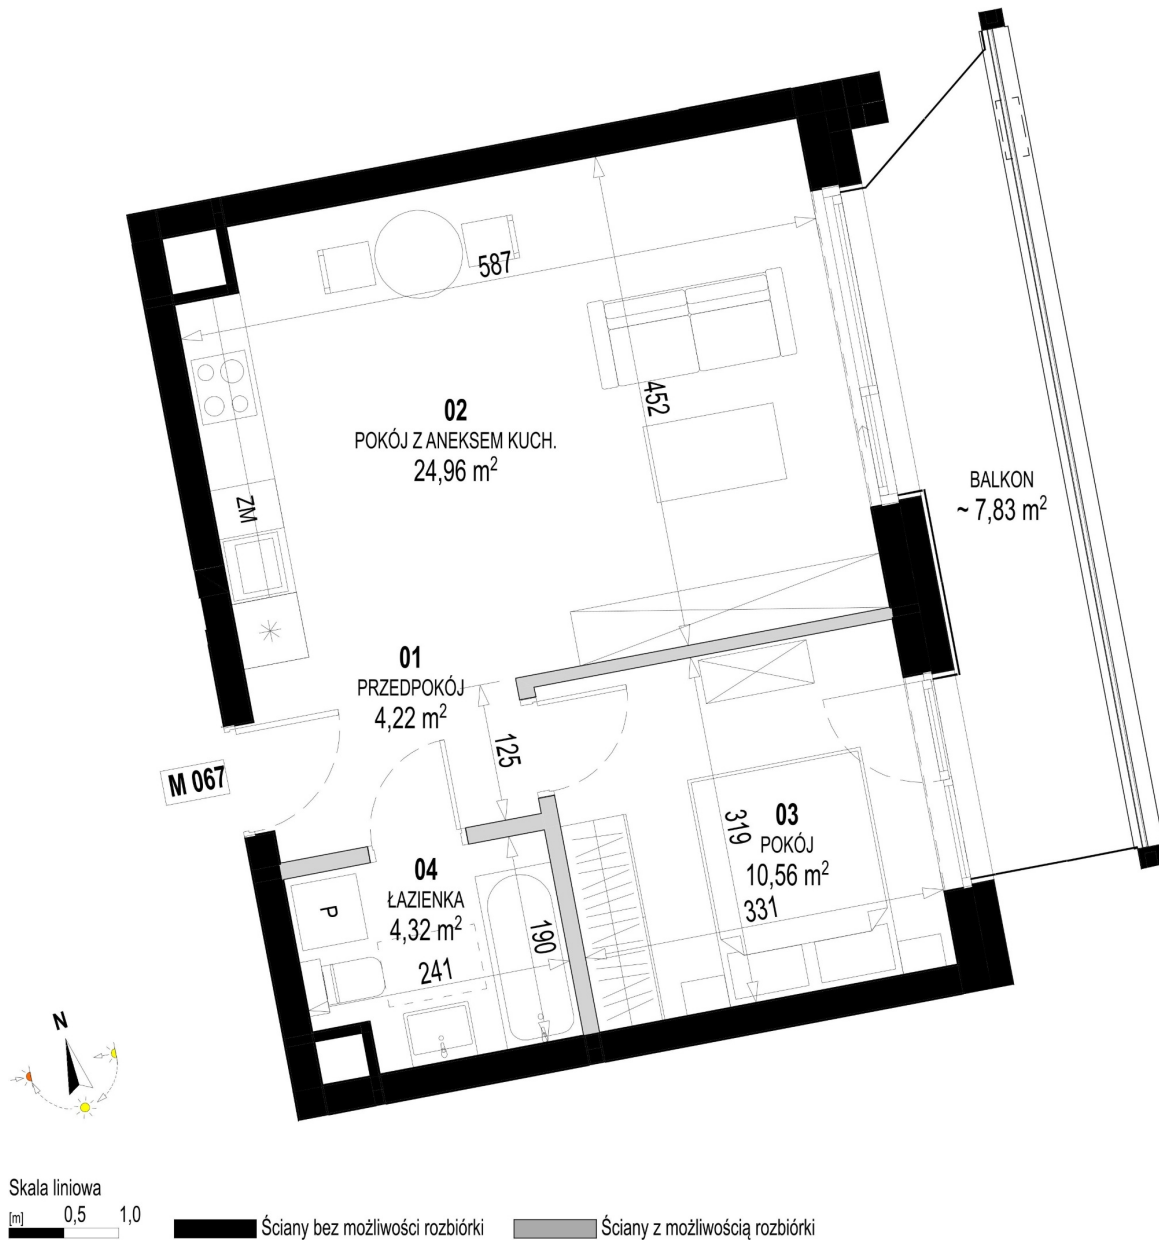 587
452
02
POKÓJ Z ANEKSEM KUCH.
24,96 m²
ZM
BALKON
~ 7,83 m²
01
PRZEDPOKÓJ
4,22 m²
125
M 067
319
03
POKÓJ
10,56 m²
331
04
ŁAZIENKA
4,32 m²
P
190
241
N
Skala liniowa
[m] 0,5 1,0
Ściany bez możliwości rozbiórki
Ściany z możliwością rozbiórki